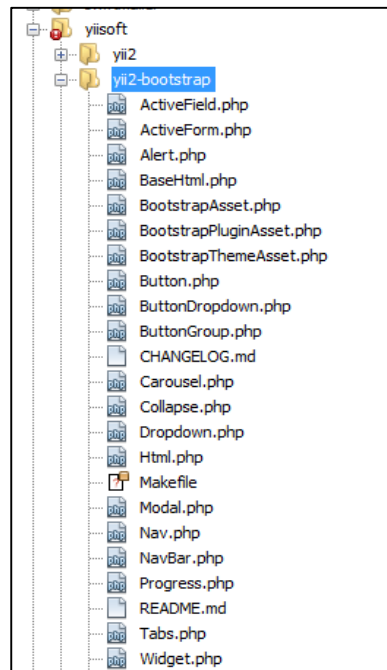 yiisoft
yii2
yii2-bootstrap
ActiveField.php
ActiveForm.php
Alert.php
BaseHtml.php
BootstrapAsset.php
BootstrapPluginAsset.php
BootstrapThemeAsset.php
Button.php
ButtonDropdown.php
ButtonGroup.php
CHANGELOG.md
Carousel.php
Collapse.php
Dropdown.php
Html.php
Makefile
Modal.php
Nav.php
NavBar.php
Progress.php
README.md
Tabs.php
Widget.php